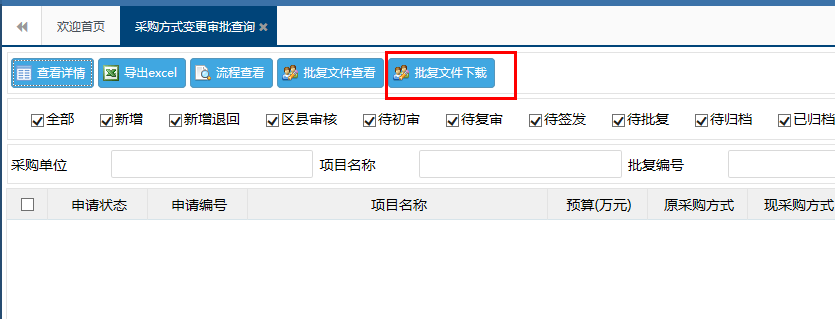 欢迎首页 采购方式变更审批查询
查看详情 导出excel 流程查看 批复文件查看 批复文件下载
全部 新增 新增退回 区县审核 待初审 待复审 待签发 待批复 待归档 已归档
采购单位 项目名称 批复编号
申请状态 申请编号 项目名称 预算(万元) 原采购方式 现采购方式